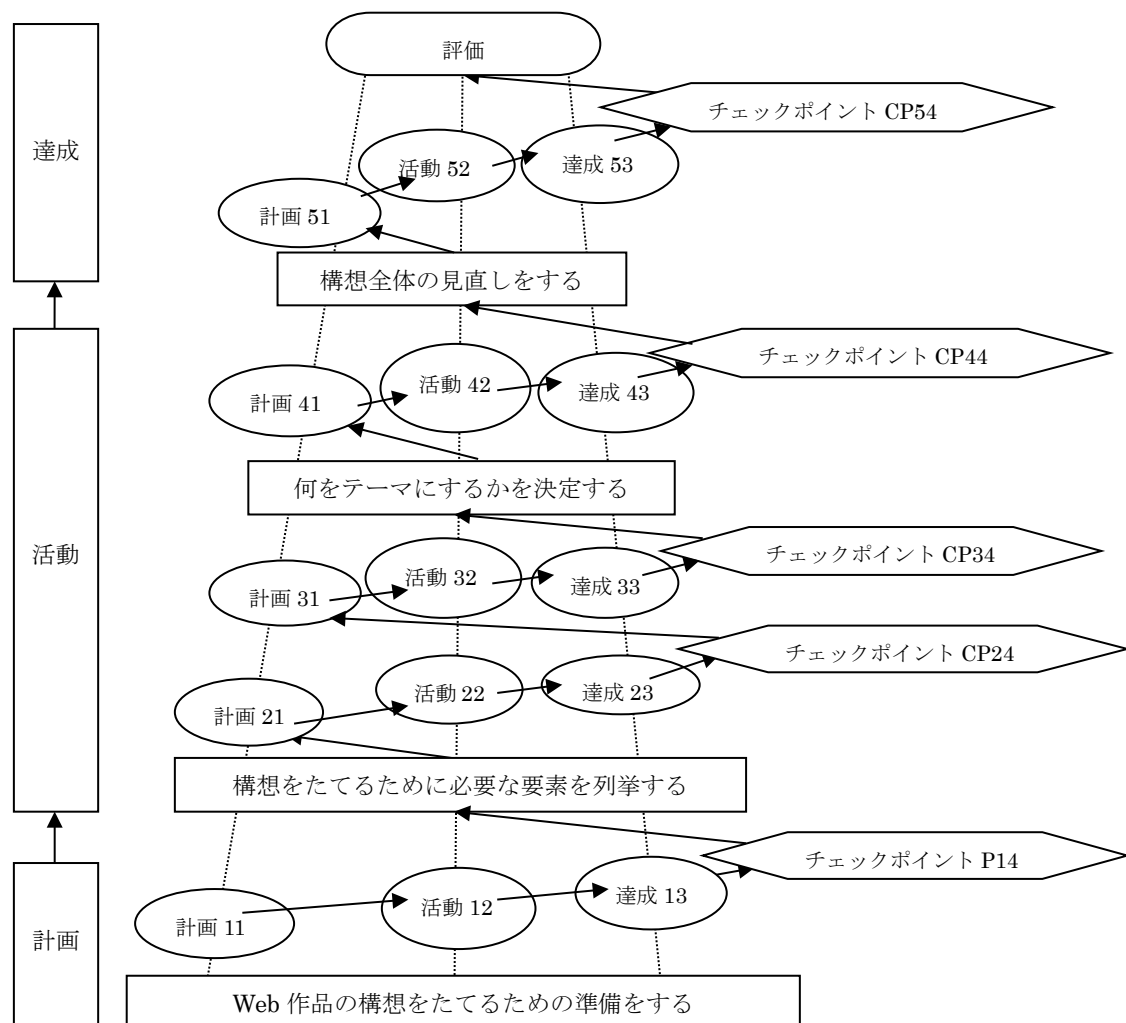 評価
チェックポイント CP54
達成
活動 52
達成 53
計画 51
構想全体の見直しをする
チェックポイント CP44
活動 42
達成 43
計画 41
何をテーマにするかを決定する
チェックポイント CP34
活動
活動 32
達成 33
計画 31
チェックポイント CP24
活動 22
達成 23
計画 21
構想をたてるために必要な要素を列挙する
チェックポイント P14
達成 13
活動 12
計画 11
計画
Web 作品の構想をたてるための準備をする